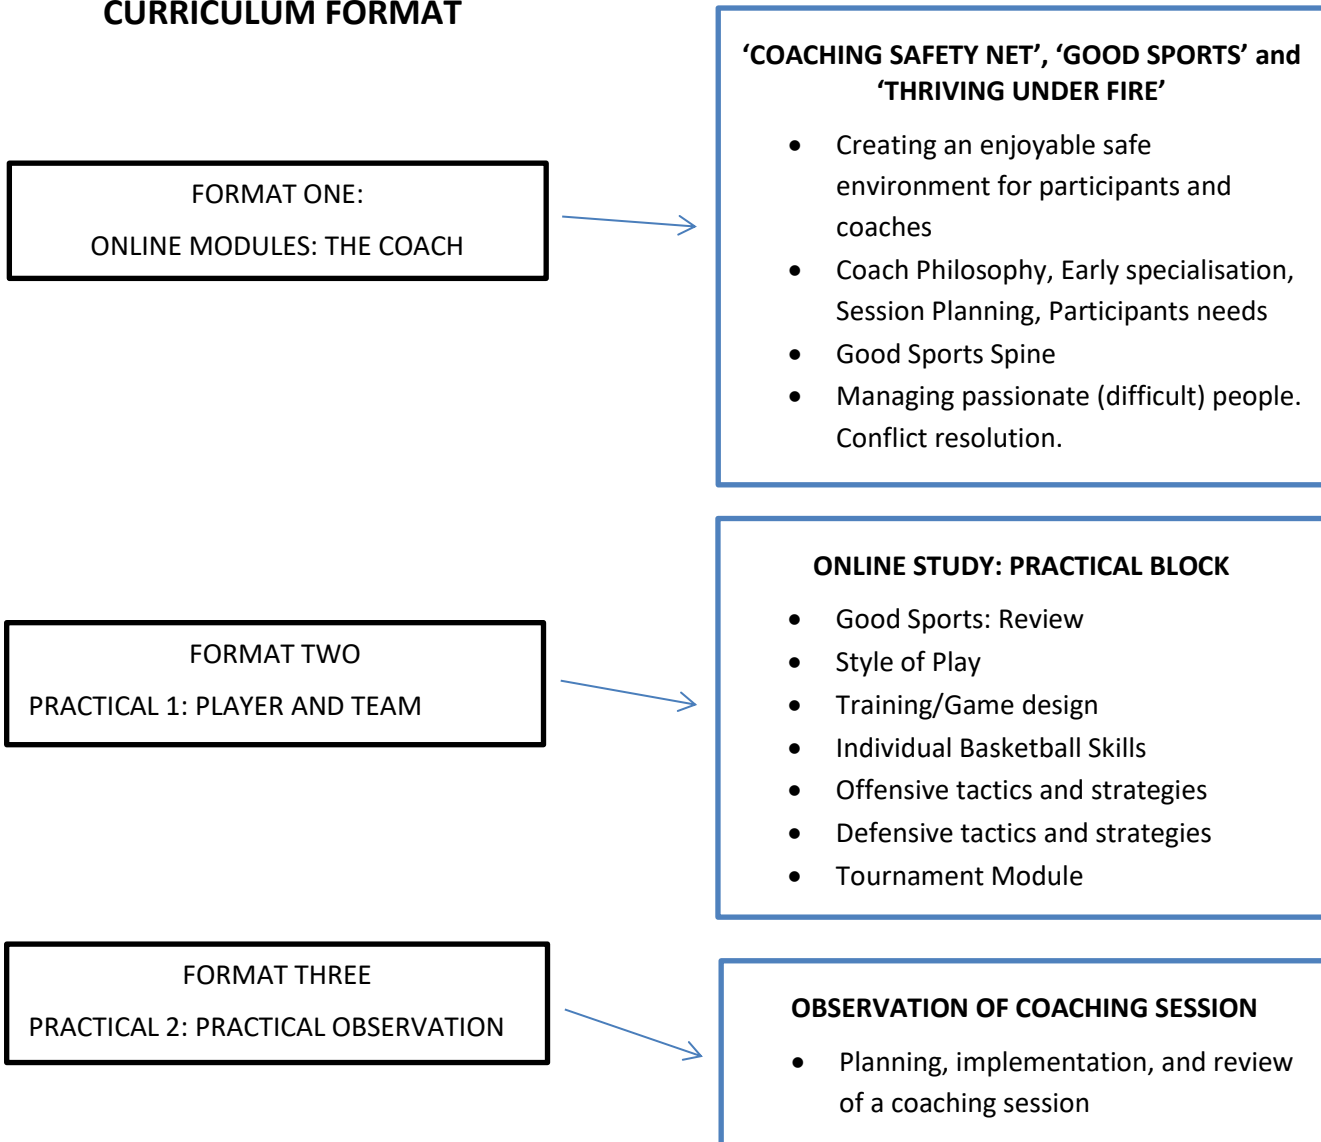 CURRICULUM FORMAT
FORMAT ONE:
ONLINE MODULES: THE COACH
‘COACHING SAFETY NET’, ‘GOOD SPORTS’ and
‘THRIVING UNDER FIRE’
• Creating an enjoyable safe
environment for participants and
coaches
• Coach Philosophy, Early specialisation,
Session Planning, Participants needs
• Good Sports Spine
• Managing passionate (difficult) people.
Conflict resolution.
FORMAT TWO
PRACTICAL 1: PLAYER AND TEAM
ONLINE STUDY: PRACTICAL BLOCK
• Good Sports: Review
• Style of Play
• Training/Game design
• Individual Basketball Skills
• Offensive tactics and strategies
• Defensive tactics and strategies
• Tournament Module
FORMAT THREE
PRACTICAL 2: PRACTICAL OBSERVATION
OBSERVATION OF COACHING SESSION
• Planning, implementation, and review
of a coaching session